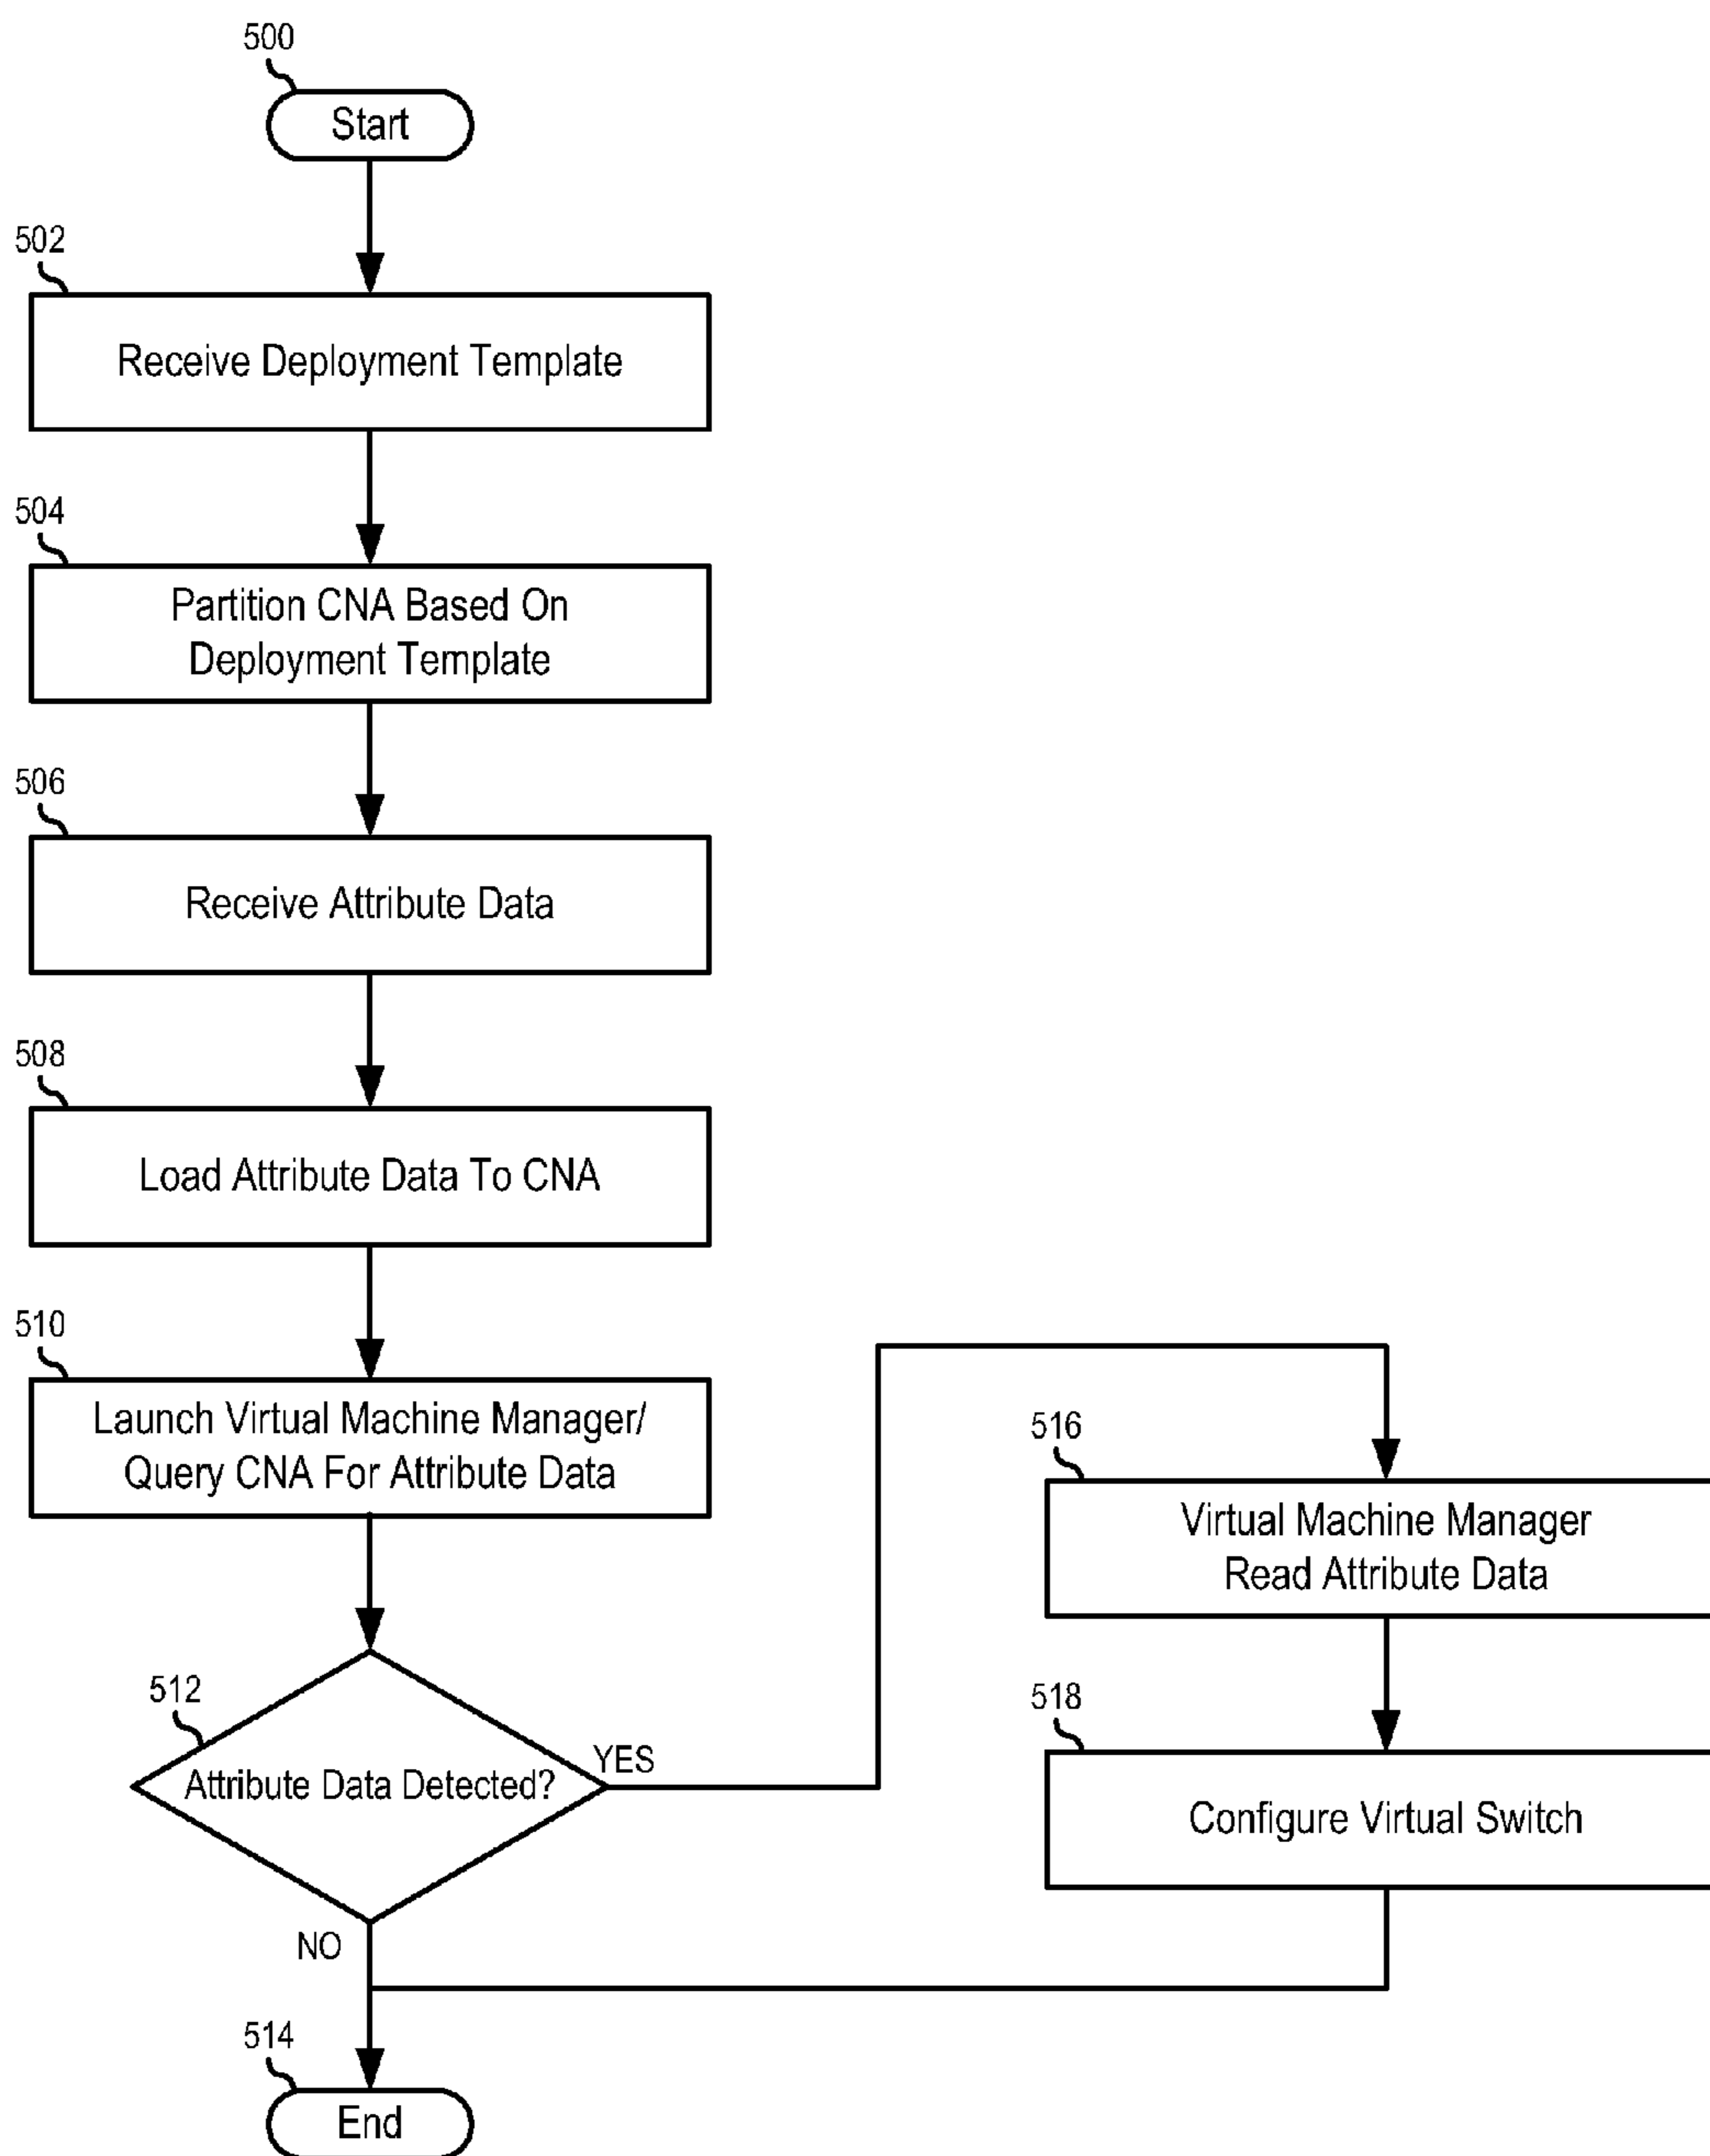 500
Start
502
Receive Deployment Template
504
Partition CNA Based On
Deployment Template
506
Receive Attribute Data
508
Load Attribute Data To CNA
510
Launch Virtual Machine Manager/
Query CNA For Attribute Data
512
Attribute Data Detected?
YES
NO
516
Virtual Machine Manager
Read Attribute Data
518
Configure Virtual Switch
514
End